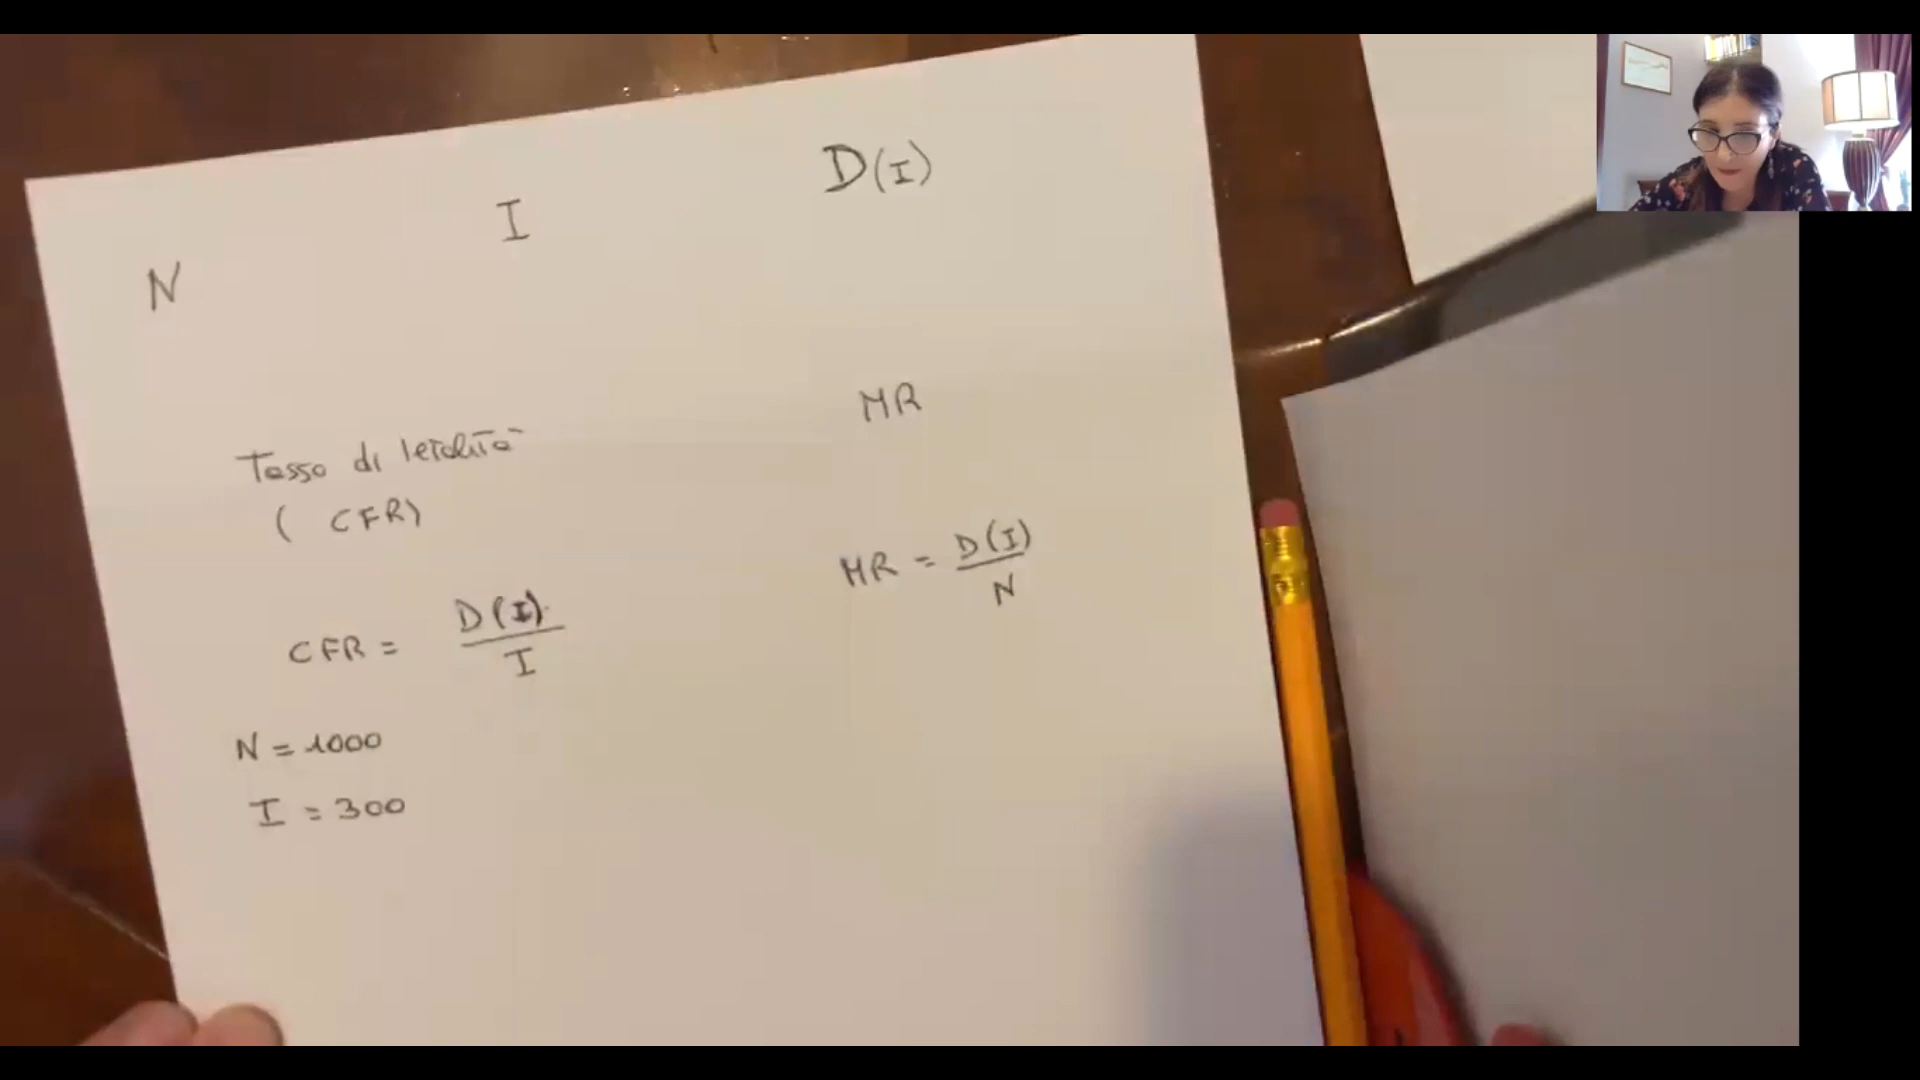 N
I
D(I)
Tasso di letalità
( CFR)
MR
CFR = D(I) / I
MR = D(I) / N
N = 1000
I = 300